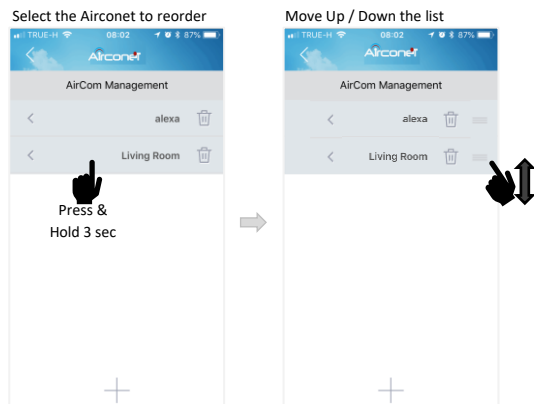 Select the Airconet to reorder
TRUE-H 08:02 87%
Airconet
AirCom Management
alexa
Living Room
Press &
Hold 3 sec
Move Up / Down the list
TRUE-H 08:02 87%
Airconet
AirCom Management
alexa
Living Room